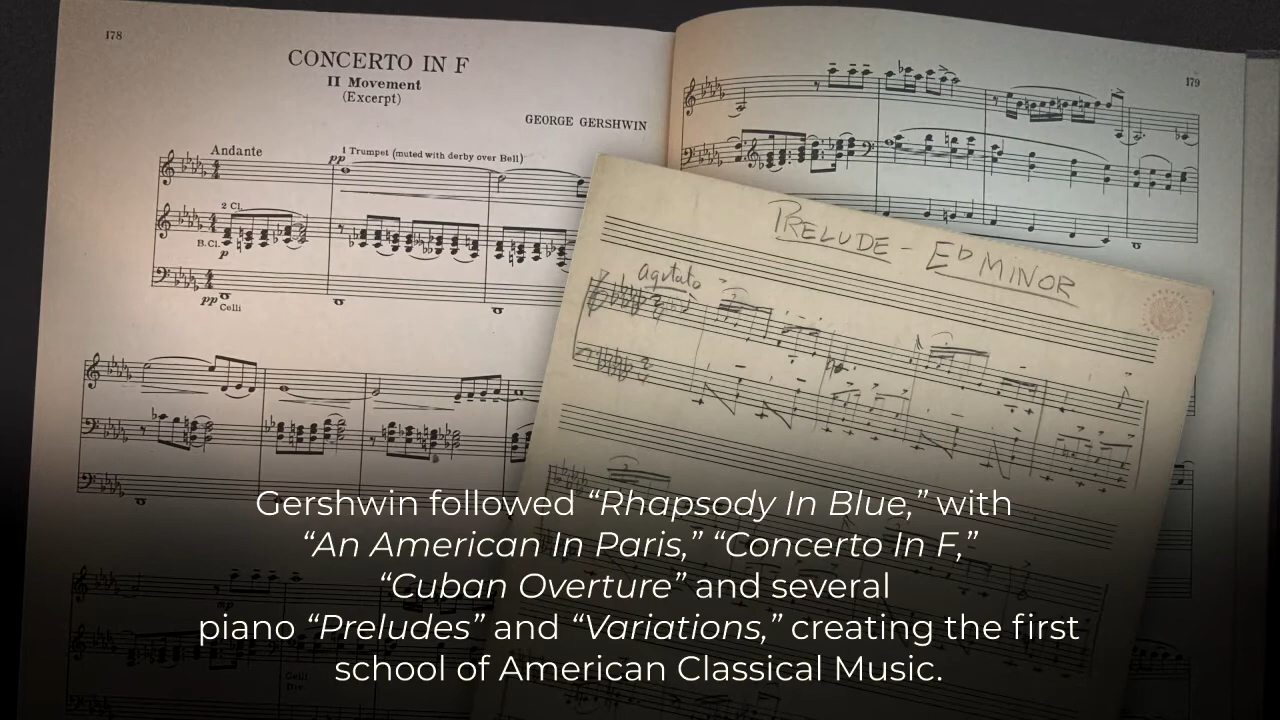 178
CONCERTO IN F
II Movement
(Excerpt)
GEORGE GERSHWIN
Andante
pp
1 Trumpet (muted with derby over Bell)
2 Cl.
B. Cl.
p
pp
Celli
179
PRELUDE - E♭ MINOR
agitato
Gershwin followed “Rhapsody In Blue,” with
“An American In Paris,” “Concerto In F,”
“Cuban Overture” and several
piano “Preludes” and “Variations,” creating the first
school of American Classical Music.
Celli